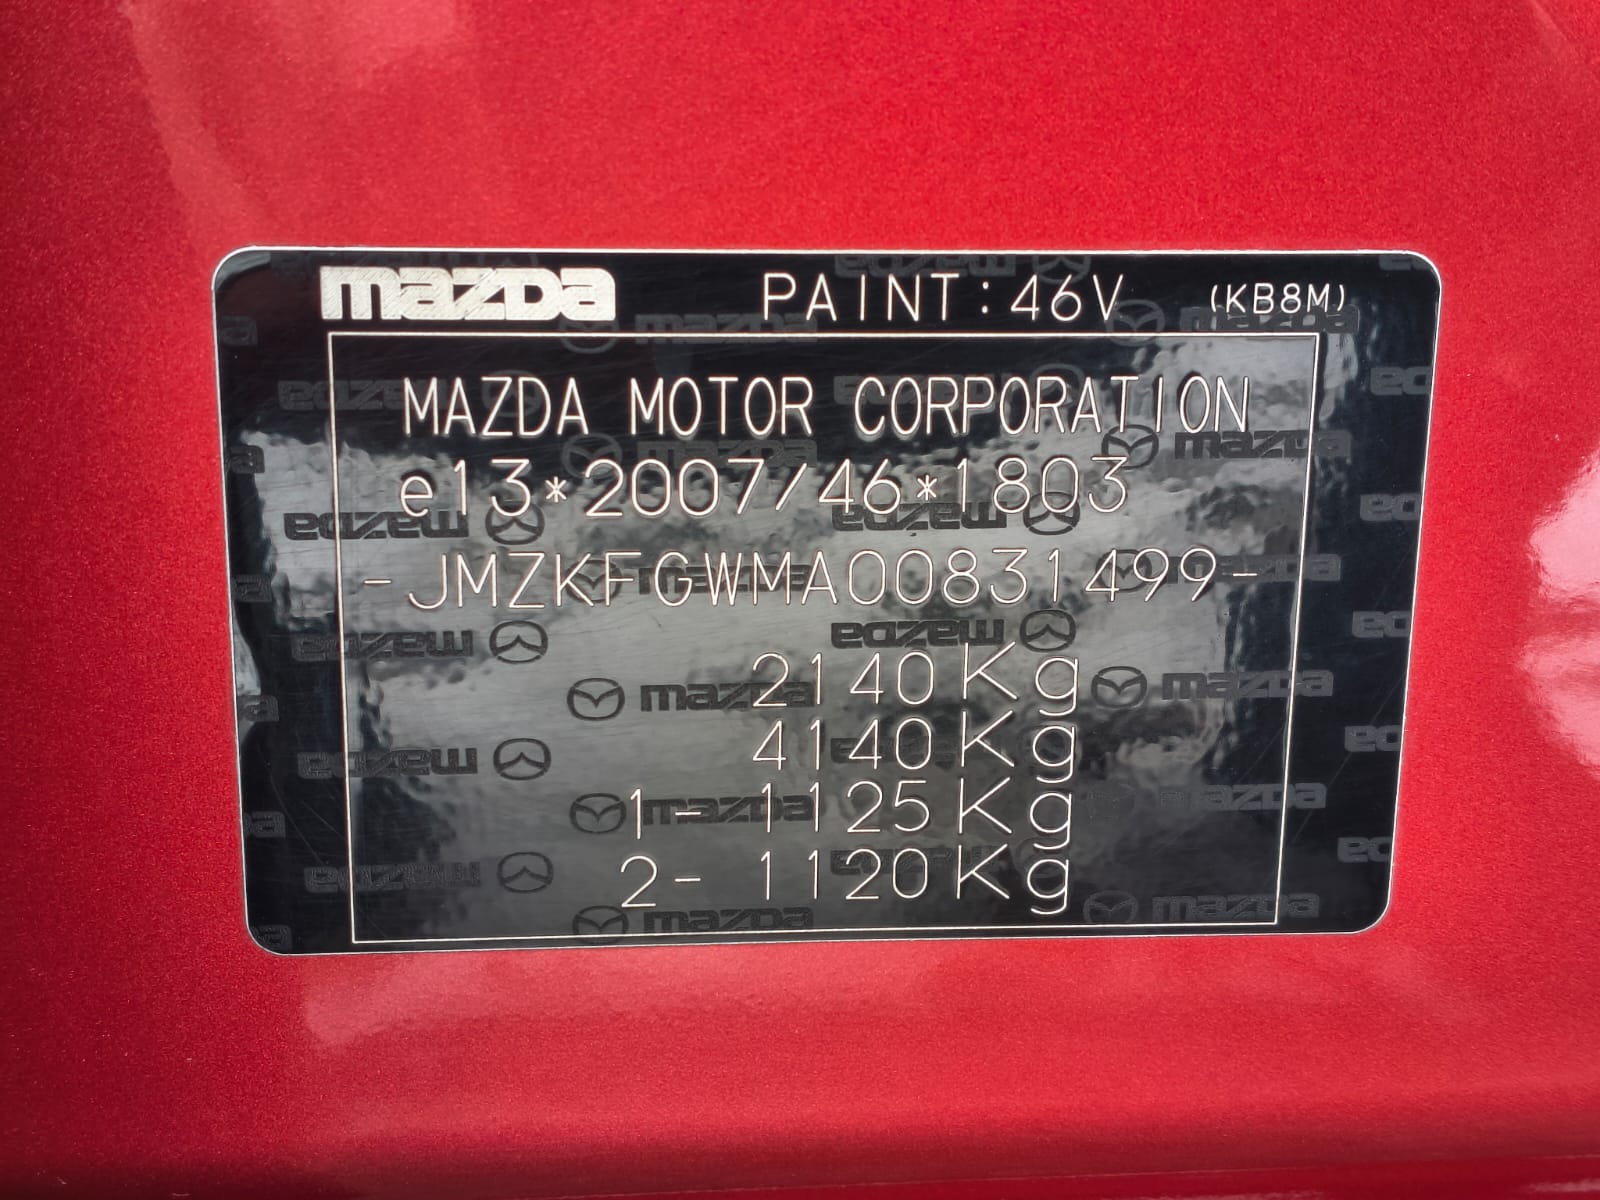 mazda PAINT:46V (KB8M)
MAZDA MOTOR CORPORATION
e13*2007/46*1803
-JMZKFGWMA00831499-
2140Kg
4140Kg
1- 1125Kg
2- 1120Kg